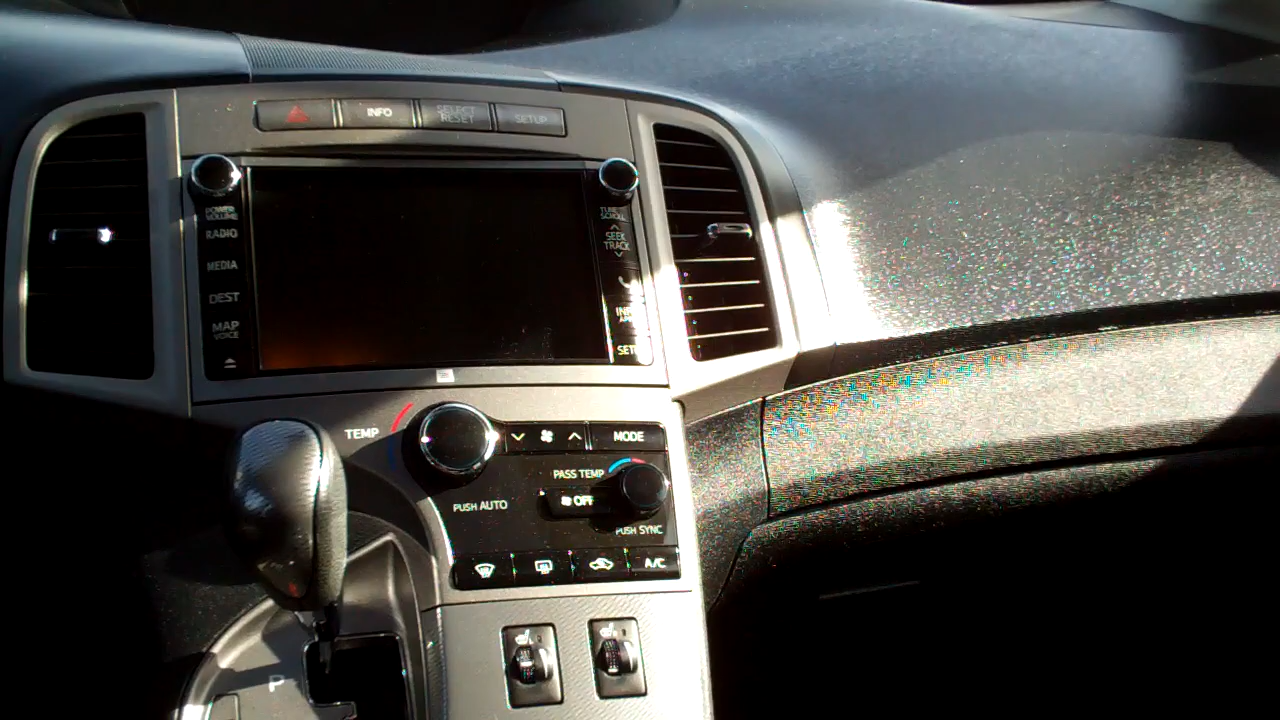 INFO
SELECT
RESET
SETUP
POWER
VOLUME
RADIO
MEDIA
DEST
MAP
VOICE
TUNE
SCROLL
SEEK
TRACK
TEMP
MODE
PASS TEMP
OFF
PUSH AUTO
PUSH SYNC
A/C
P